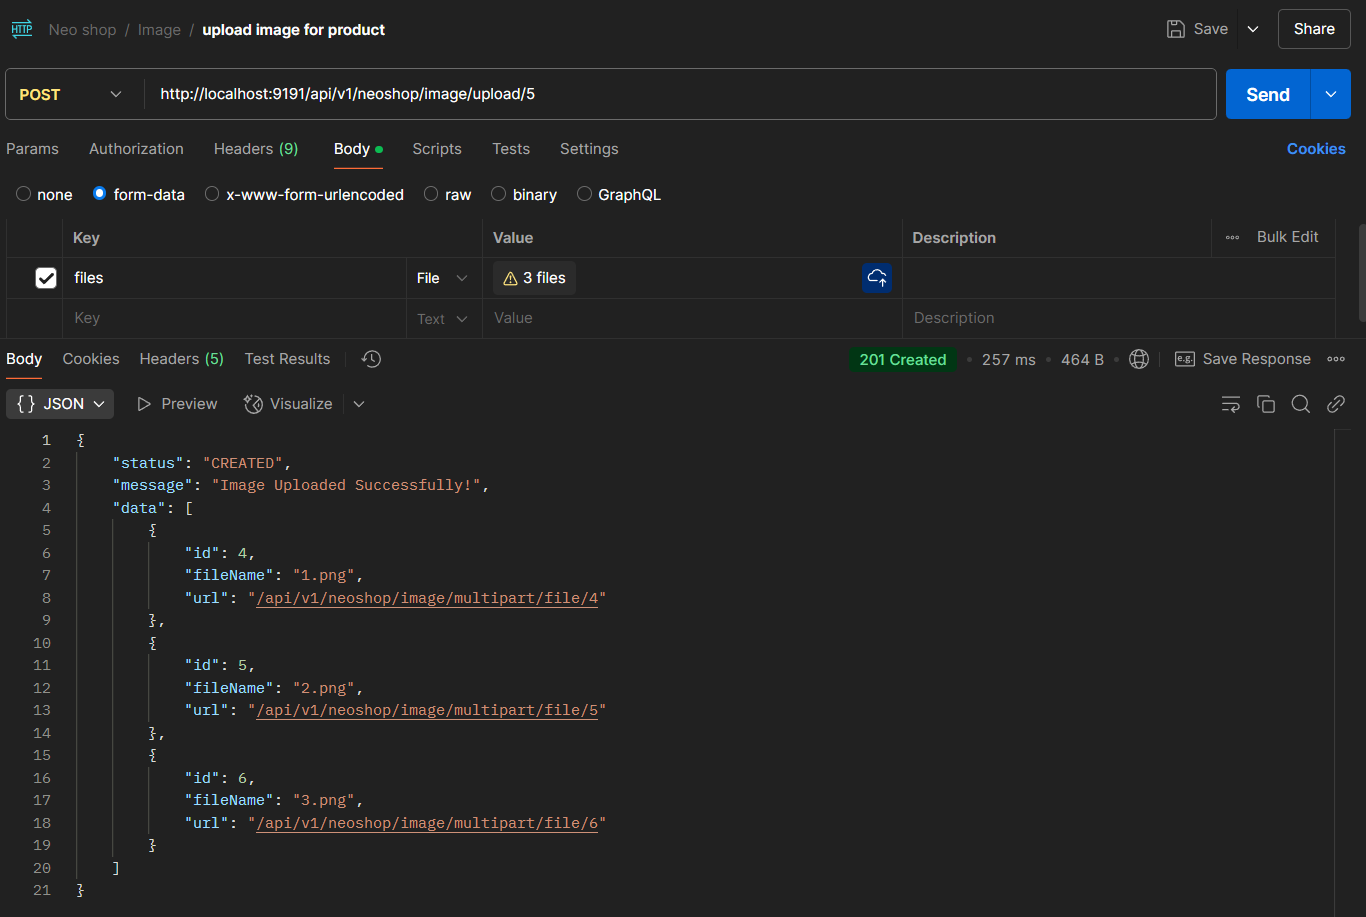 HTTP Neo shop / Image / upload image for product Save Share
POST http://localhost:9191/api/v1/neoshop/image/upload/5 Send
Params Authorization Headers (9) Body Scripts Tests Settings Cookies
none form-data x-www-form-urlencoded raw binary GraphQL
Key Value Description Bulk Edit
files File 3 files
Key Text Value Description
Body Cookies Headers (5) Test Results 201 Created 257 ms 464 B e.g. Save Response
{} JSON Preview Visualize
1 {
2 "status": "CREATED",
3 "message": "Image Uploaded Successfully!",
4 "data": [
5 {
6 "id": 4,
7 "fileName": "1.png",
8 "url": "/api/v1/neoshop/image/multipart/file/4"
9 },
10 {
11 "id": 5,
12 "fileName": "2.png",
13 "url": "/api/v1/neoshop/image/multipart/file/5"
14 },
15 {
16 "id": 6,
17 "fileName": "3.png",
18 "url": "/api/v1/neoshop/image/multipart/file/6"
19 }
20 ]
21 }